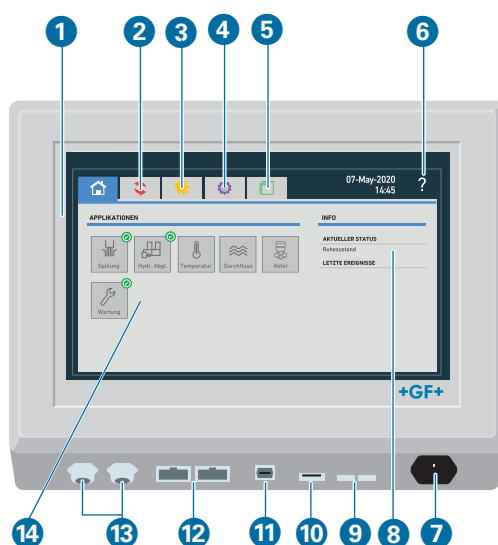 1
2
3
4
5
6
07-May-2020
14:45
?
APPLIKATIONEN
INFO
AKTUELLER STATUS
Ruhezustand
LETZTE EREIGNISSE
Spülung
Hydr. Abgl.
Temperatur
Durchfluss
Aktor
Wartung
+GF+
14
13
12
11
10
9
8
7